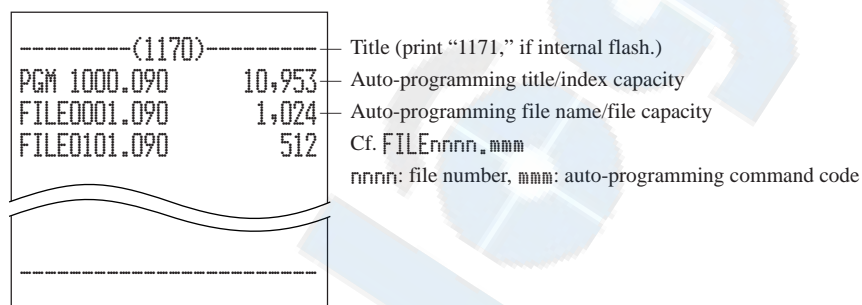 ---------(1170)---------
Title (print “1171,” if internal flash.)
PGM 1000.090 10,953
Auto-programming title/index capacity
FILE0001.090 1,024
Auto-programming file name/file capacity
FILE0101.090 512
Cf. FILEnnnn.mmm
nnnn: file number, mmm: auto-programming command code
------------------------